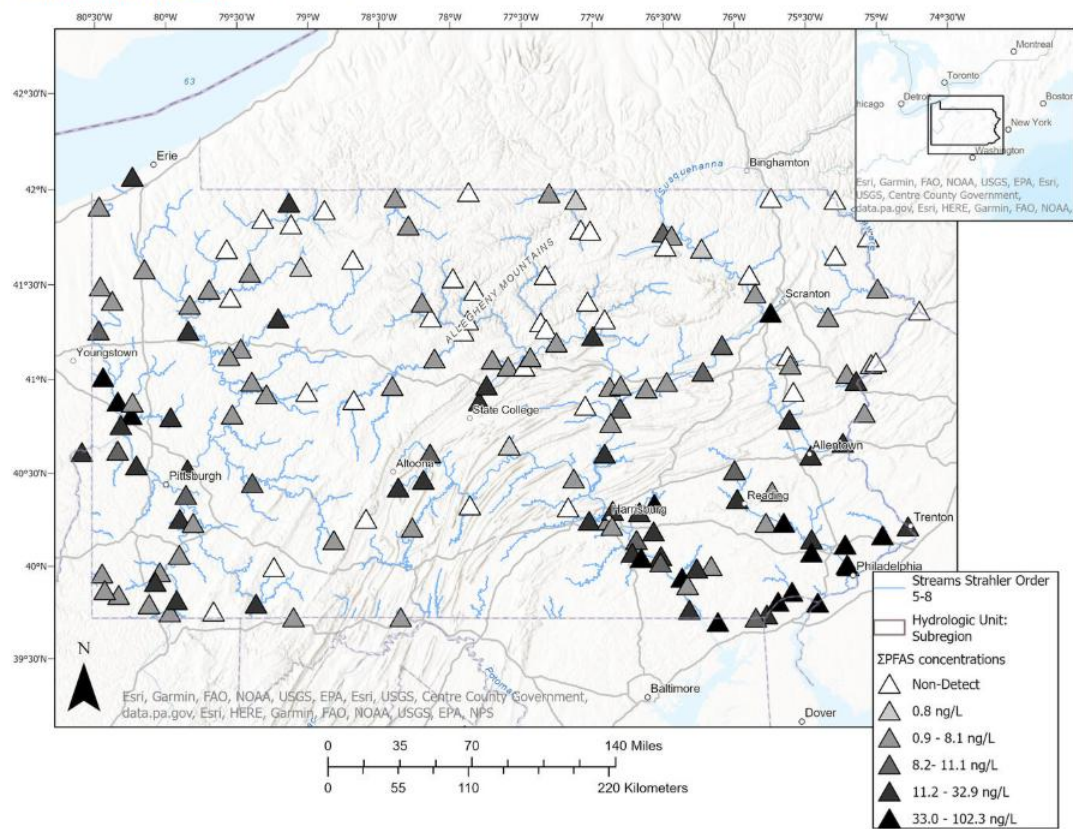 80°30'W 80°W 79°30'W 79°W 78°30'W 78°W 77°30'W 77°W 76°30'W 76°W 75°30'W 75°W 74°30'W
42°30'N
42°N
41°30'N
41°N
40°30'N
40°N
39°30'N
63
Erie
Binghamton
Susquehanna
ALLEGHENY MOUNTAINS
Scranton
Youngstown
State College
Allentown
Altoona
Pittsburgh
Reading
Harrisburg
Trenton
Philadelphia
Baltimore
Dover
Montreal
Toronto
Detroit
Boston
hicago
New York
Washington
Esri, Garmin, FAO, NOAA, USGS, EPA, Esri,
USGS, Centre County Government,
data.pa.gov, Esri, HERE, Garmin, FAO, NOAA,
N
Esri, Garmin, FAO, NOAA, USGS, EPA, Esri, USGS, Centre County Government,
data.pa.gov, Esri, HERE, Garmin, FAO, NOAA, USGS, EPA, NPS
0 35 70 140 Miles
0 55 110 220 Kilometers
Streams Strahler Order
5-8
Hydrologic Unit:
Subregion
ΣPFAS concentrations
Non-Detect
0.8 ng/L
0.9 - 8.1 ng/L
8.2- 11.1 ng/L
11.2 - 32.9 ng/L
33.0 - 102.3 ng/L